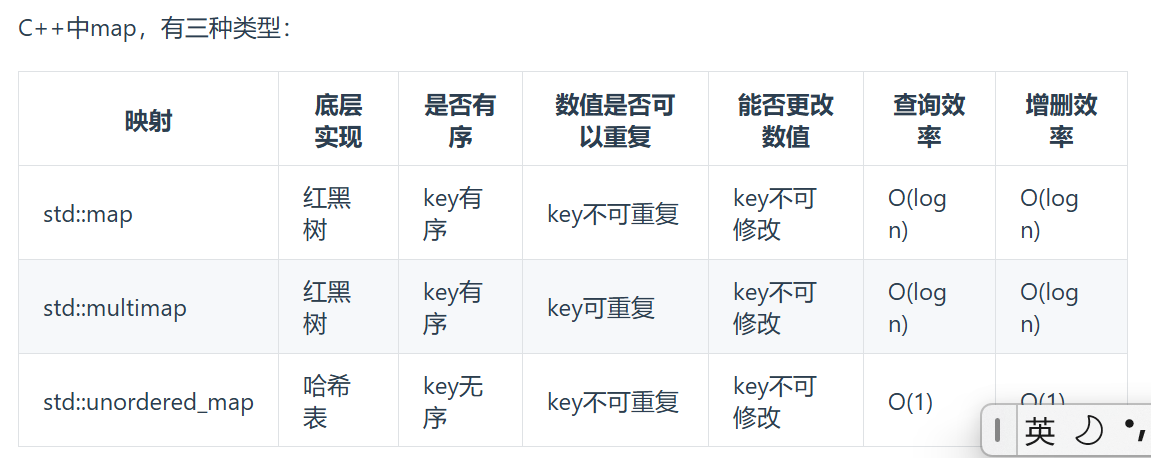 C++中map，有三种类型：
映射 底层 是否有 数值是否可 能否更改 查询效 增删效
实现 序 以重复 数值 率 率
std::map 红黑 key有 key不可重复 key不可 O(log O(log
树 序 修改 n) n)
std::multimap 红黑 key有 key可重复 key不可 O(log O(log
树 序 修改 n) n)
std::unordered_map 哈希 key无 key不可重复 key不可 O(1) O(1)
表 序 修改
英